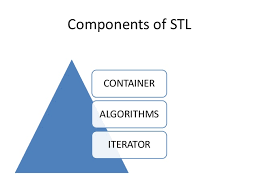 Components of STL
CONTAINER
ALGORITHMS
ITERATOR